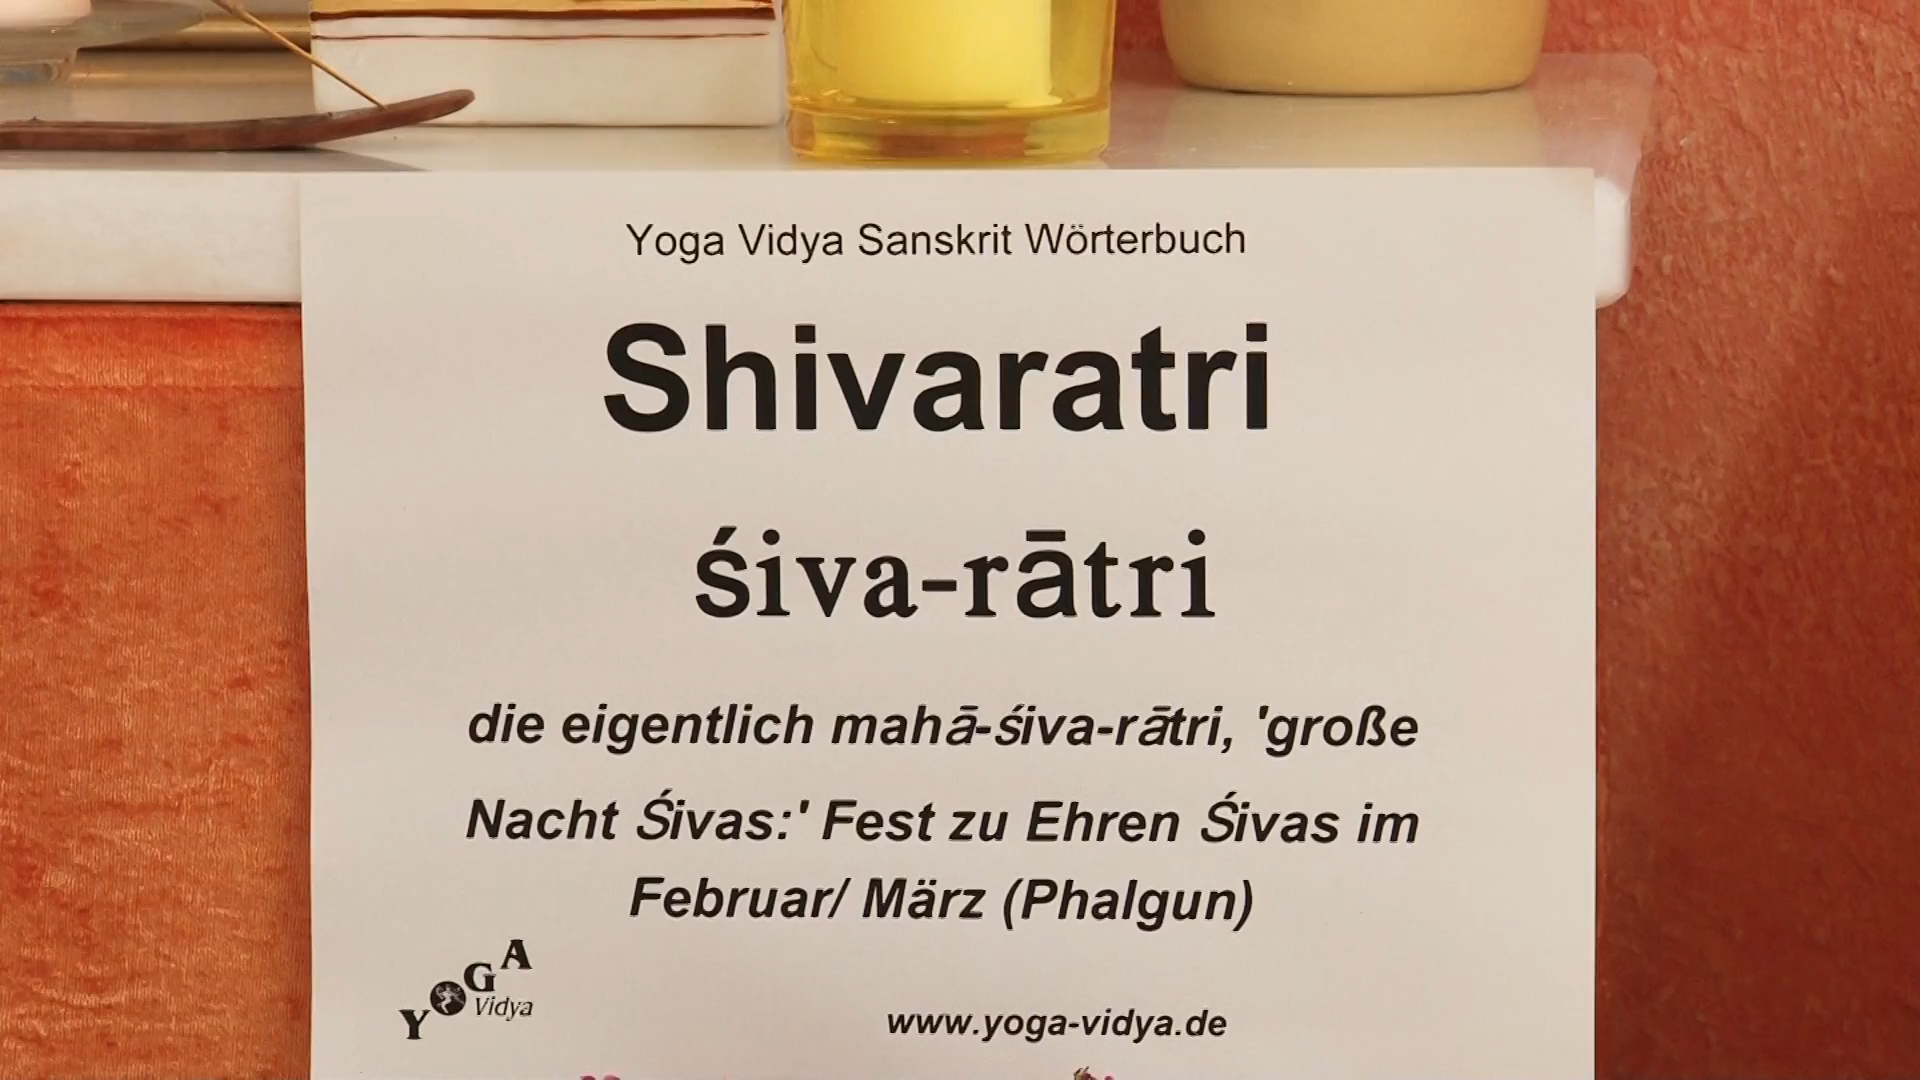 Yoga Vidya Sanskrit Wörterbuch
Shivaratri
śiva-rātri
die eigentlich mahā-śiva-rātri, 'große
Nacht Śivas:' Fest zu Ehren Śivas im
Februar/ März (Phalgun)
YOGA
Vidya
www.yoga-vidya.de